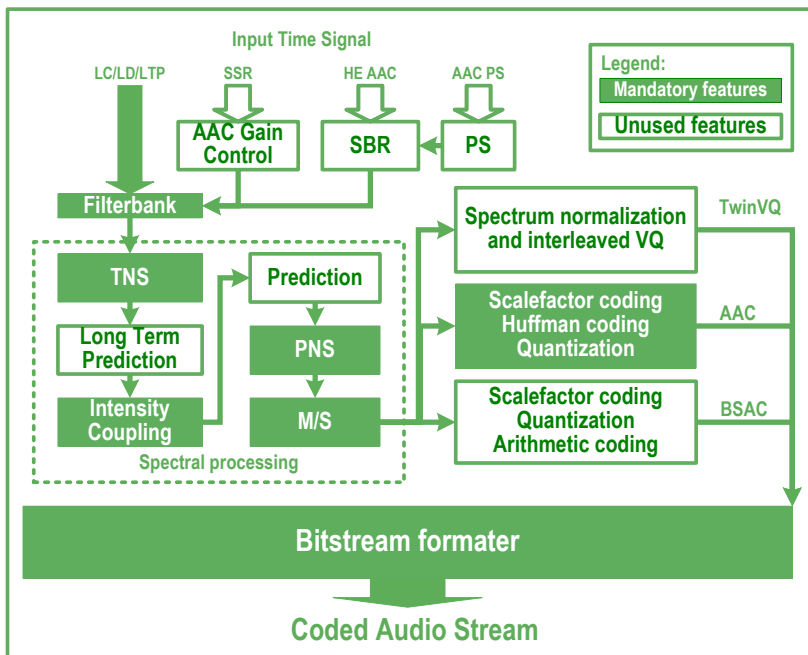 Input Time Signal
LC/LD/LTP
SSR
HE AAC
AAC PS
Legend:
Mandatory features
Unused features
AAC Gain
Control
SBR
PS
Filterbank
TNS
Long Term
Prediction
Intensity
Coupling
Prediction
PNS
M/S
Spectral processing
Spectrum normalization
and interleaved VQ
TwinVQ
Scalefactor coding
Huffman coding
Quantization
AAC
Scalefactor coding
Quantization
Arithmetic coding
BSAC
Bitstream formater
Coded Audio Stream